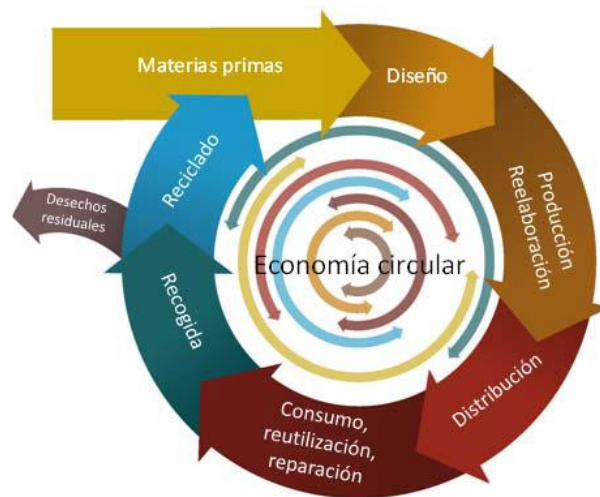 Materias primas
Diseño
Producción
Reelaboración
Distribución
Consumo,
reutilización,
reparación
Recogida
Desechos
residuales
Reciclado
Economía circular